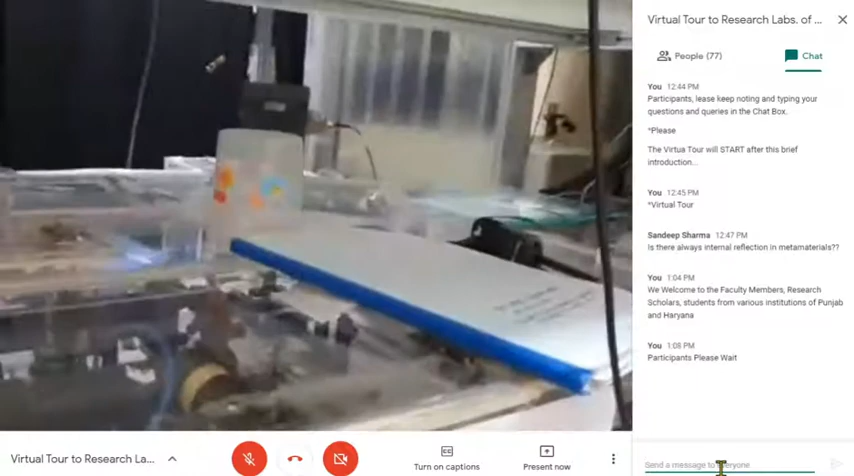 Virtual Tour to Research Labs. of ...
People (77)
Chat
You 12:44 PM
Participants, lease keep noting and typing your
questions and queries in the Chat Box.
*Please
The Virtua Tour will START after this brief
introduction...
You 12:45 PM
*Virtual Tour
Sandeep Sharma 12:47 PM
Is there always internal reflection in metamaterials??
You 1:04 PM
We Welcome to the Faculty Members, Research
Scholars, students from various institutions of Punjab
and Haryana
You 1:08 PM
Participants Please Wait
Send a message to everyone
Virtual Tour to Research La...
Turn on captions
Present now